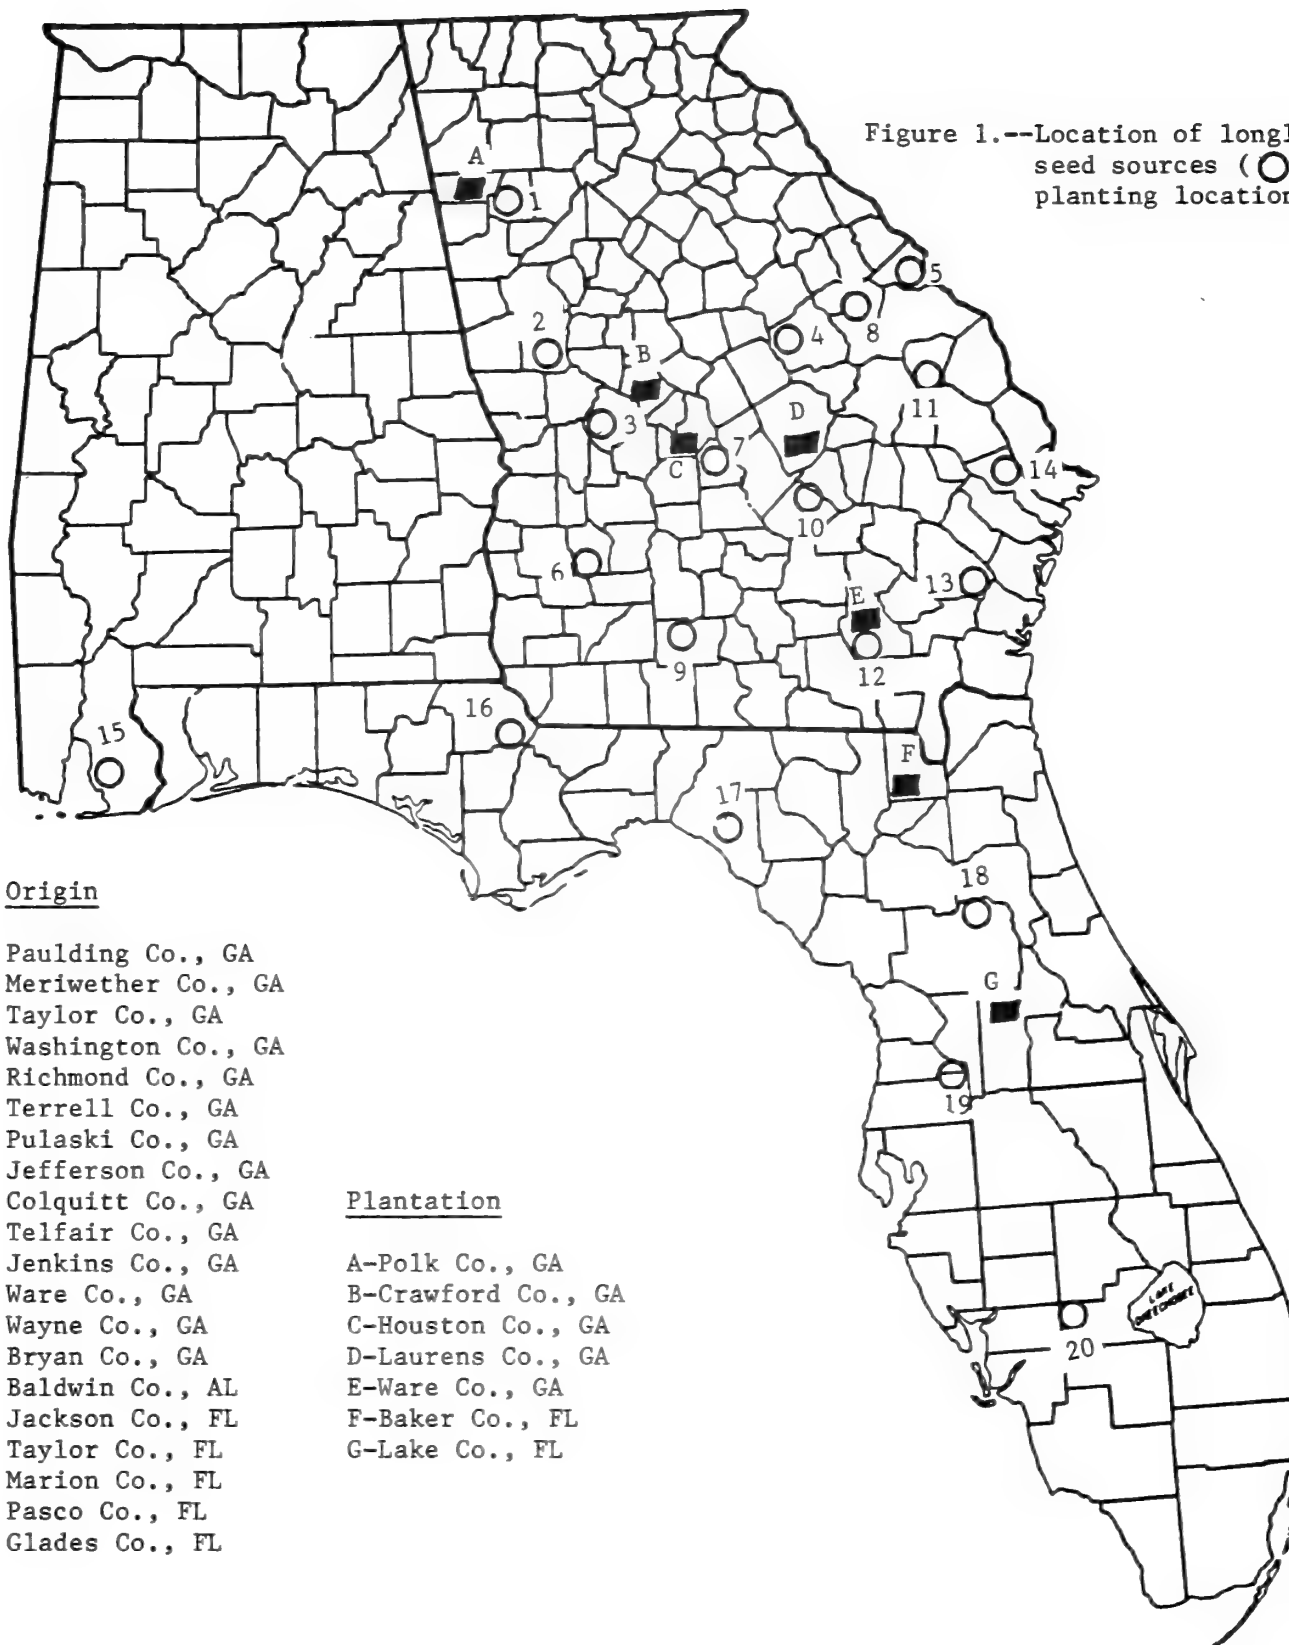 Figure 1.--Location of longl
seed sources (
planting location
A
1
5
2
8
4
B
3
D
11
7
C
14
10
6
13
E
9
12
16
15
F
17
18
G
19
LAKE
OKEECHOBEE
20
Origin
Paulding Co., GA
Meriwether Co., GA
Taylor Co., GA
Washington Co., GA
Richmond Co., GA
Terrell Co., GA
Pulaski Co., GA
Jefferson Co., GA
Colquitt Co., GA
Telfair Co., GA
Jenkins Co., GA
Ware Co., GA
Wayne Co., GA
Bryan Co., GA
Baldwin Co., AL
Jackson Co., FL
Taylor Co., FL
Marion Co., FL
Pasco Co., FL
Glades Co., FL
Plantation
A-Polk Co., GA
B-Crawford Co., GA
C-Houston Co., GA
D-Laurens Co., GA
E-Ware Co., GA
F-Baker Co., FL
G-Lake Co., FL